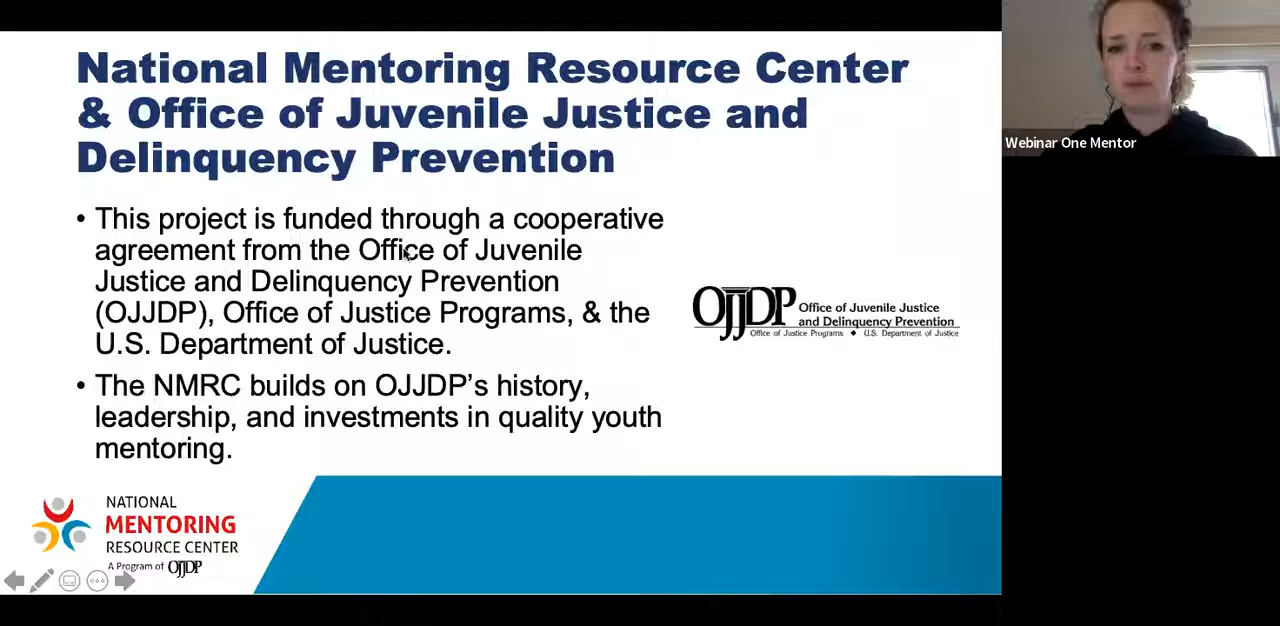 National Mentoring Resource Center
& Office of Juvenile Justice and
Delinquency Prevention
• This project is funded through a cooperative
agreement from the Office of Juvenile
Justice and Delinquency Prevention
(OJJDP), Office of Justice Programs, & the
U.S. Department of Justice.
• The NMRC builds on OJJDP’s history,
leadership, and investments in quality youth
mentoring.
OJJDP Office of Juvenile Justice
and Delinquency Prevention
Office of Justice Programs ◆ U.S. Department of Justice
NATIONAL
MENTORING
RESOURCE CENTER
A Program of OJJDP
Webinar One Mentor